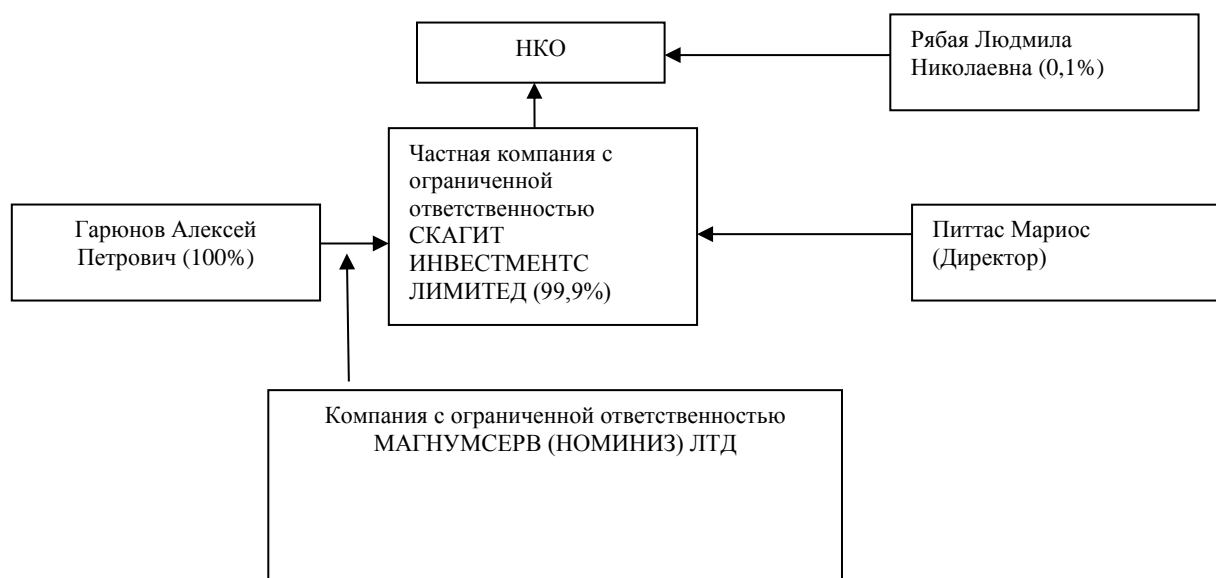 НКО
Рябая Людмила
Николаевна (0,1%)
Частная компания с
ограниченной
ответственностью
СКАГИТ
ИНВЕСТМЕНТС
ЛИМИТЕД (99,9%)
Гарюнов Алексей
Петрович (100%)
Питтас Мариос
(Директор)
Компания с ограниченной ответственностью
МАГНУМСЕРВ (НОМИНИЗ) ЛТД